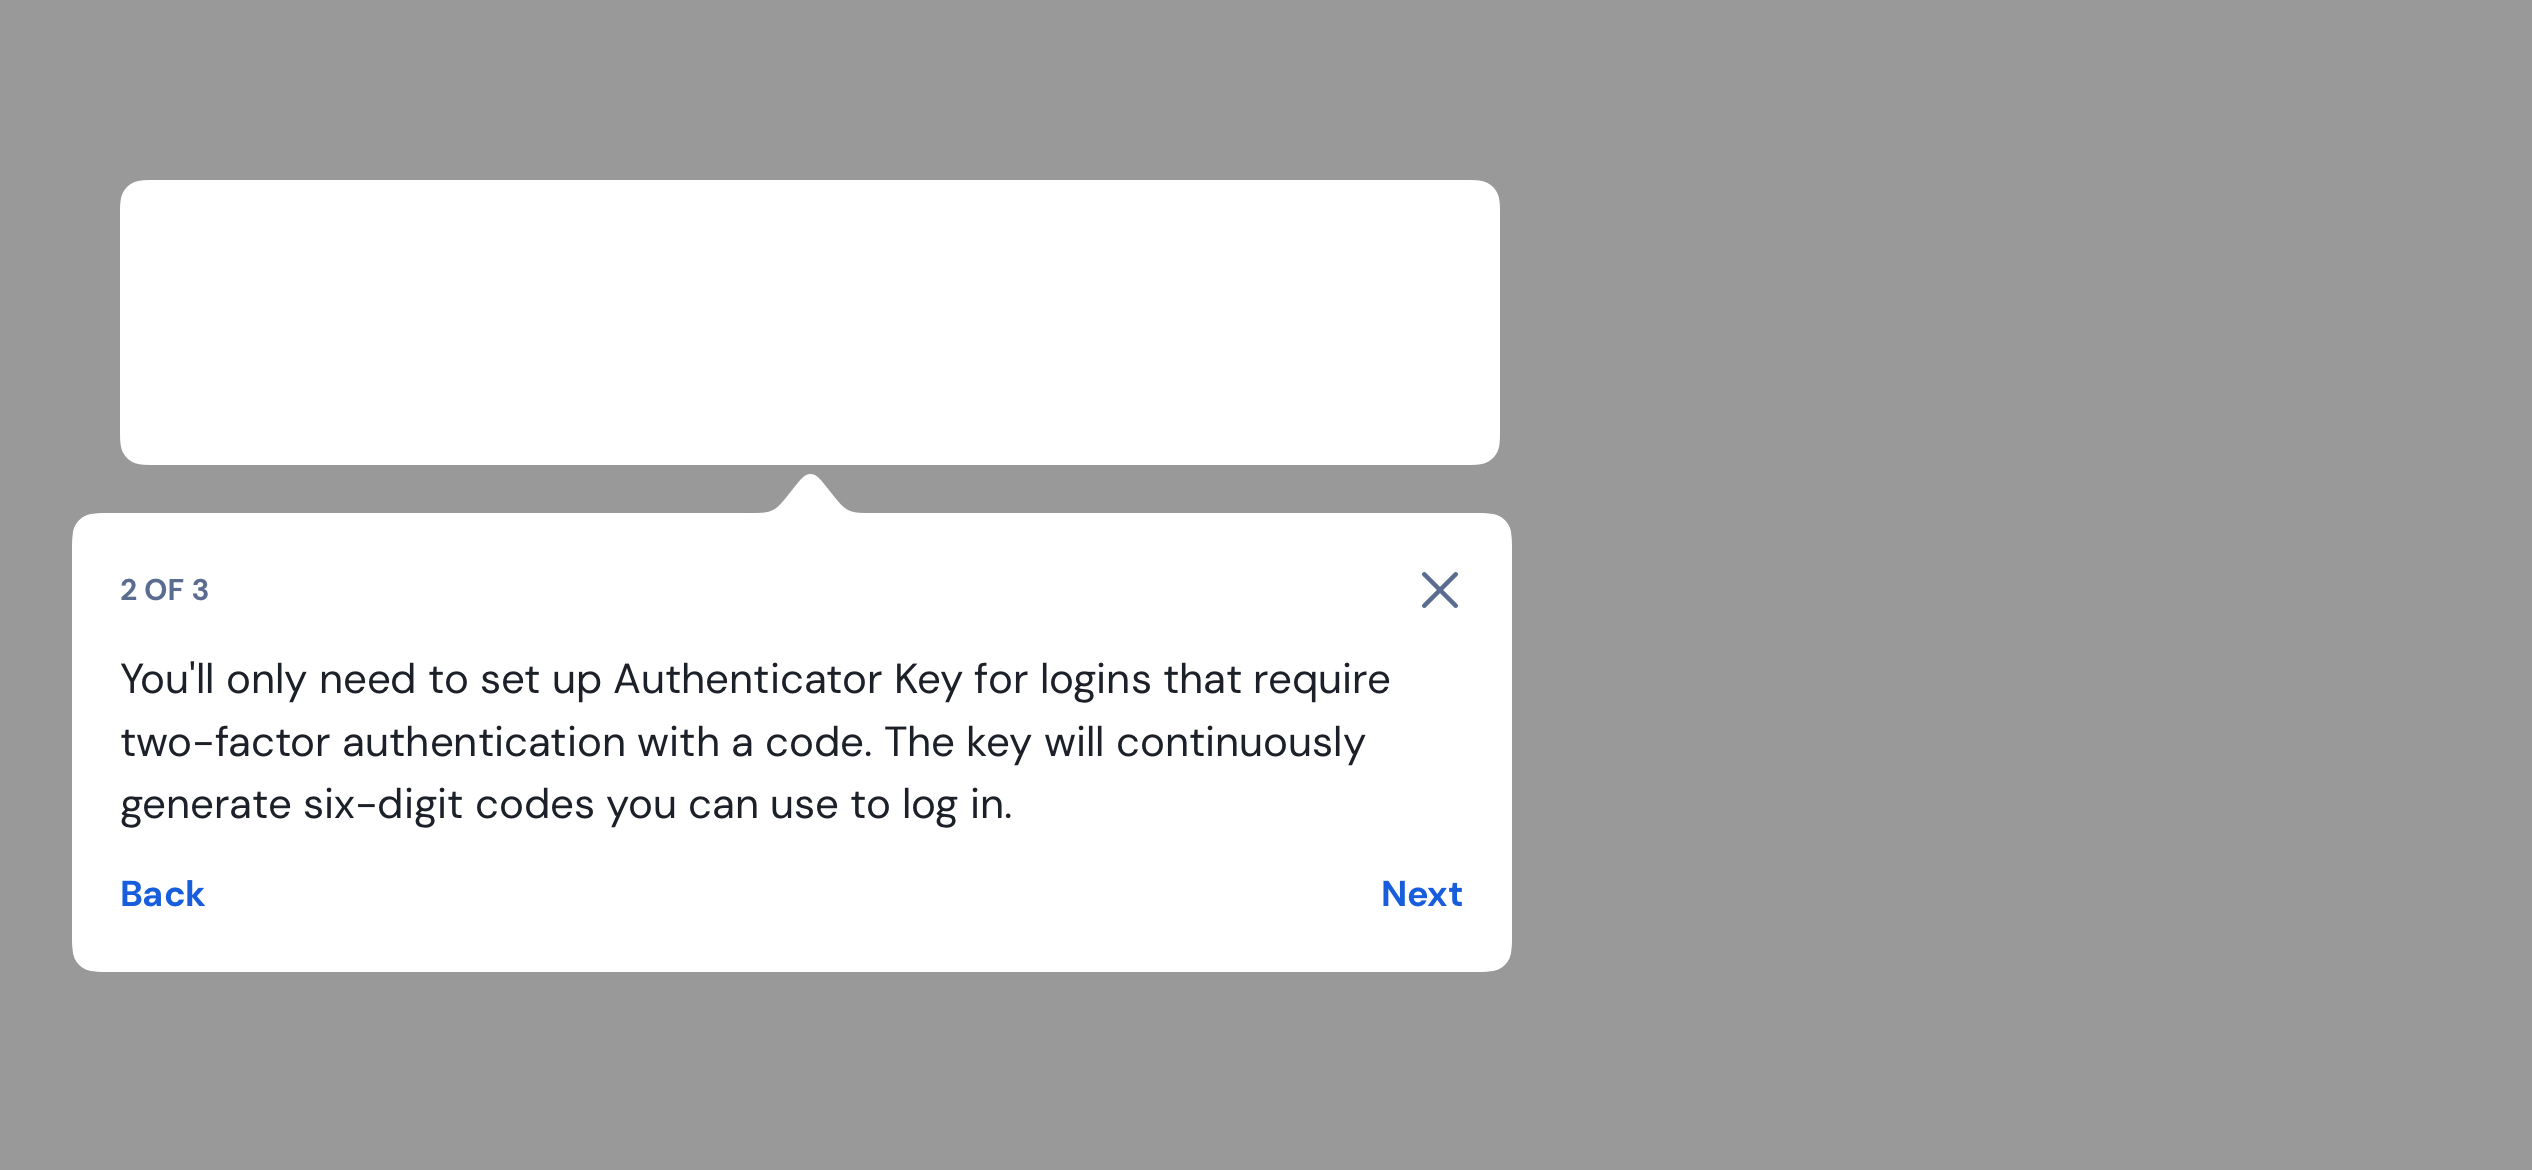 2 OF 3
You'll only need to set up Authenticator Key for logins that require
two-factor authentication with a code. The key will continuously
generate six-digit codes you can use to log in.
Back
Next